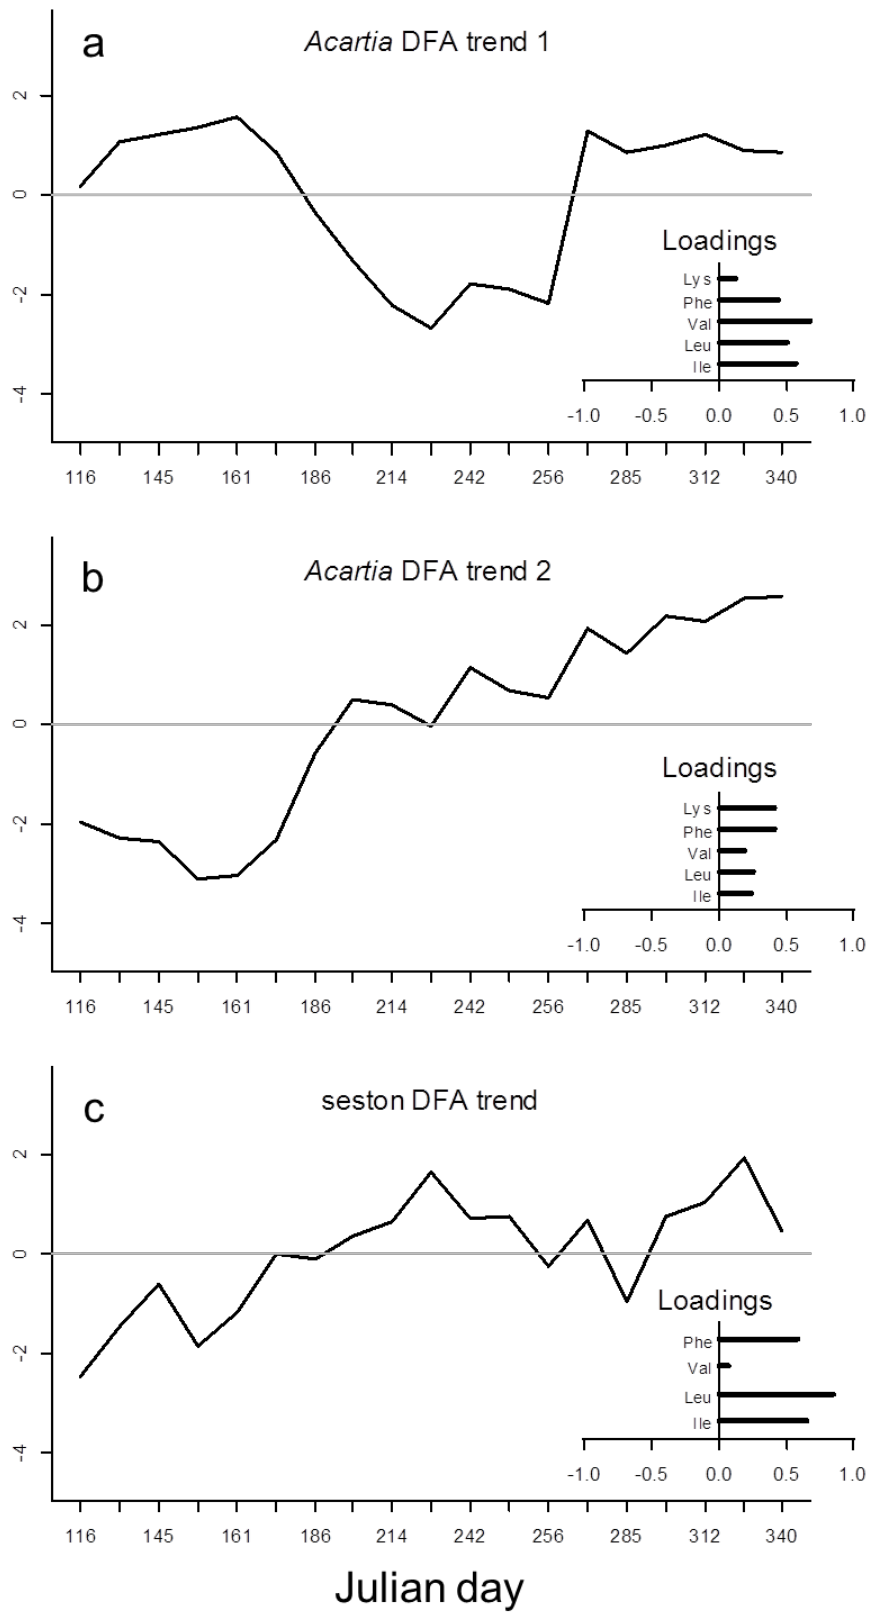 a
Acartia DFA trend 1
2
0
-2
-4
Loadings
Lys
Phe
Val
Leu
Ile
-1.0 -0.5 0.0 0.5 1.0
116 145 161 186 214 242 256 285 312 340
b
Acartia DFA trend 2
2
0
-2
-4
Loadings
Lys
Phe
Val
Leu
Ile
-1.0 -0.5 0.0 0.5 1.0
116 145 161 186 214 242 256 285 312 340
c
seston DFA trend
2
0
-2
-4
Loadings
Phe
Val
Leu
Ile
-1.0 -0.5 0.0 0.5 1.0
116 145 161 186 214 242 256 285 312 340
Julian day